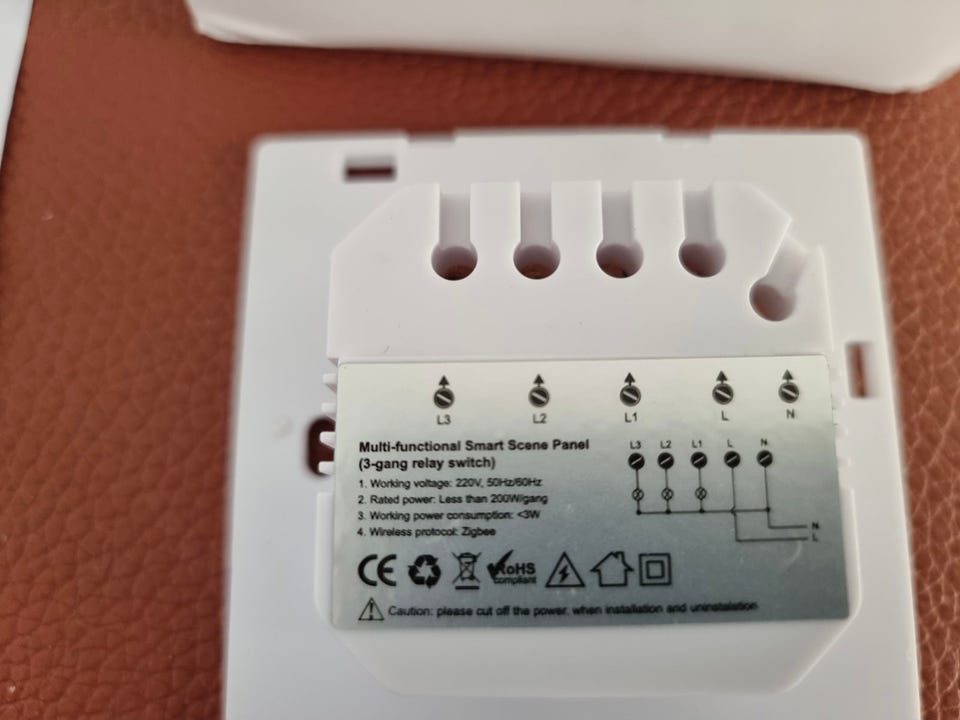 L3 L2 L1 L N
Multi-functional Smart Scene Panel
(3-gang relay switch)
1. Working voltage: 220V, 50Hz/60Hz
2. Rated power: Less than 200W/gang
3. Working power consumption: <3W
4. Wireless protocol: Zigbee
L3 L2 L1 L N
N
L
CE RoHS
compliant
Caution: please cut off the power, when installation and uninstalation